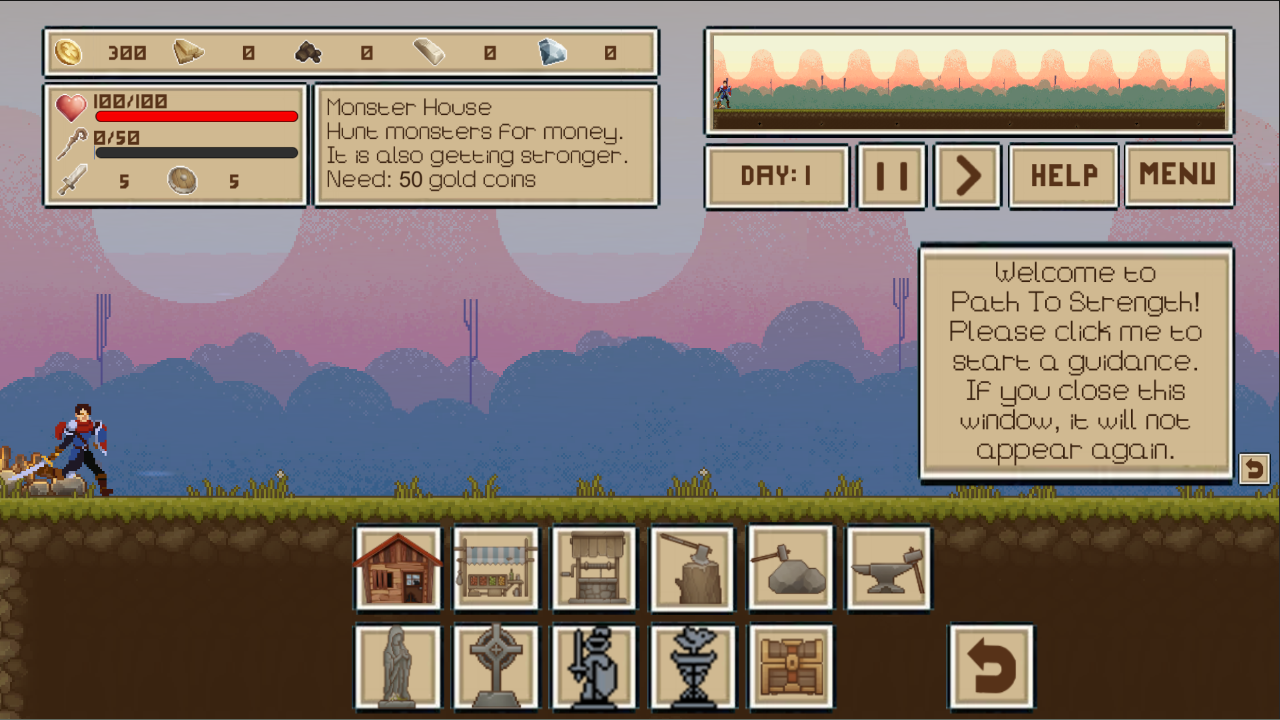 300 0 0 0 0
100/100
0/50
5 5
Monster House
Hunt monsters for money.
It is also getting stronger.
Need: 50 gold coins
DAY: 1
HELP
MENU
Welcome to
Path To Strength!
Please click me to
start a guidance.
If you close this
window, it will not
appear again.